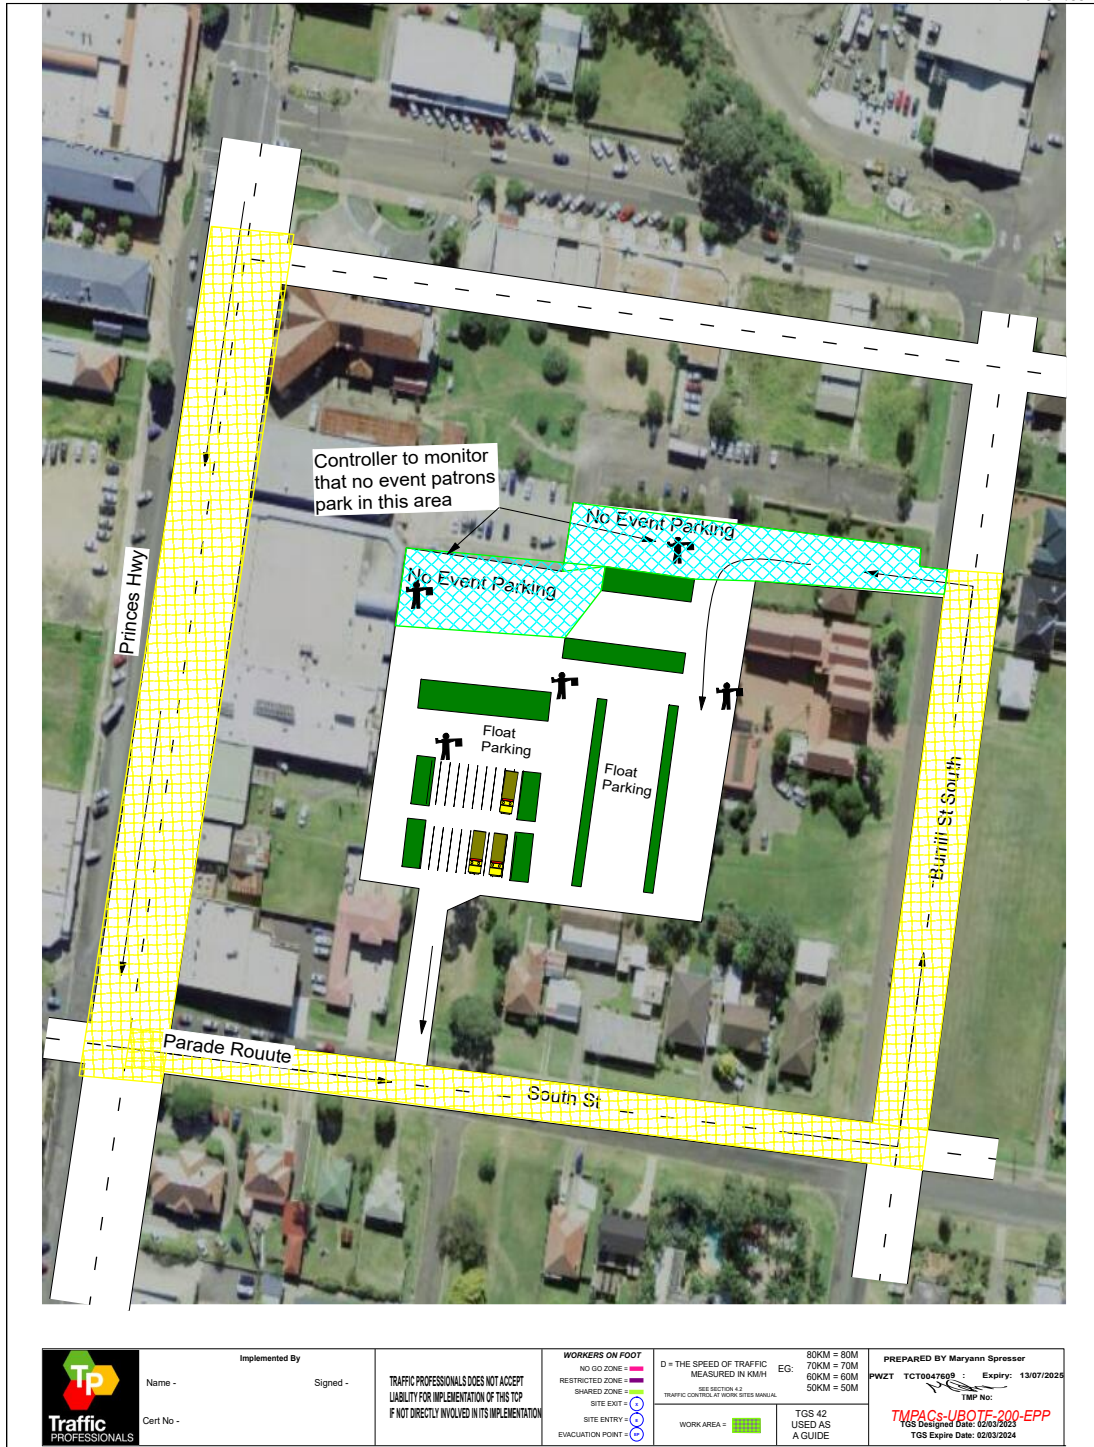 Controller to monitor
that no event patrons
park in this area
No Event Parking
No Event Parking
Princes Hwy
Float
Parking
Float
Parking
Burrill St South
Parade Rouute
South St
TP
Traffic
PROFESSIONALS
Implemented By
Name -
Signed -
Cert No -
TRAFFIC PROFESSIONALS DOES NOT ACCEPT
LIABILITY FOR IMPLEMENTATION OF THIS TCP
IF NOT DIRECTLY INVOLVED IN ITS IMPLEMENTATION
WORKERS ON FOOT
NO GO ZONE =
RESTRICTED ZONE =
SHARED ZONE =
SITE EXIT =
SITE ENTRY =
EVACUATION POINT = EP
D = THE SPEED OF TRAFFIC
MEASURED IN KM/H
EG:
80KM = 80M
70KM = 70M
60KM = 60M
50KM = 50M
SEE SECTION 4.2
TRAFFIC CONTROL AT WORK SITES MANUAL
WORK AREA =
TGS 42
USED AS
A GUIDE
PREPARED BY Maryann Spresser
PWZT TCT0047609 : Expiry: 13/07/2025
TMP No:
TMPACs-UBOTF-200-EPP
TGS Designed Date: 02/03/2023
TGS Expire Date: 02/03/2024